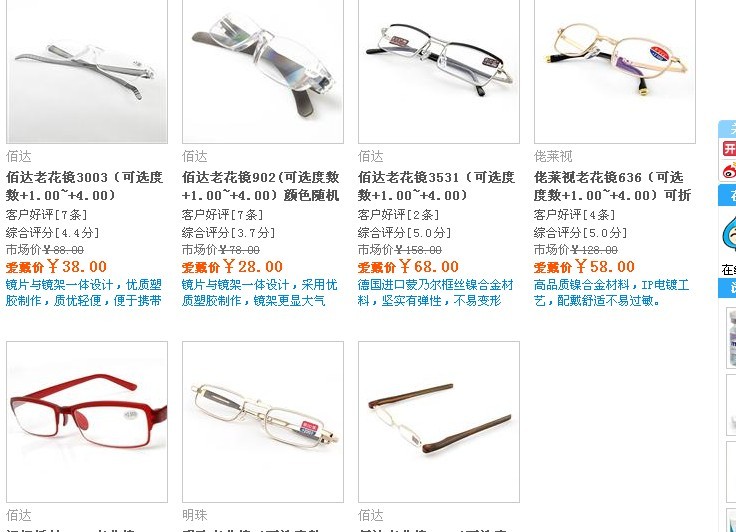 佰达
佰达老花镜3003（可选度
数+1.00~+4.00）
客户好评[7条]
综合评分[4.4分]
市场价￥88.00
爱戴价￥38.00
镜片与镜架一体设计，优质
塑胶制作，质优轻便，便于携带
佰达
佰达老花镜902(可选度数
+1.00~+4.00）颜色随机
客户好评[7条]
综合评分[3.7分]
市场价￥78.00
爱戴价￥28.00
镜片与镜架一体设计，采用优
质塑胶制作，镜架更显大气
佰达
佰达老花镜3531（可选度
数+1.00~+4.00）
客户好评[2条]
综合评分[5.0分]
市场价￥158.00
爱戴价￥68.00
德国进口蒙乃尔框丝镍合金材
料，坚实有弹性，不易变形
佬莱视
佬莱视老花镜636（可选
度数+1.00~+4.00）可折
客户好评[4条]
综合评分[5.0分]
市场价￥128.00
爱戴价￥58.00
高品质镍合金材料，IP电镀工
艺，配戴舒适不易过敏。
佰达
明珠
佰达
开
在